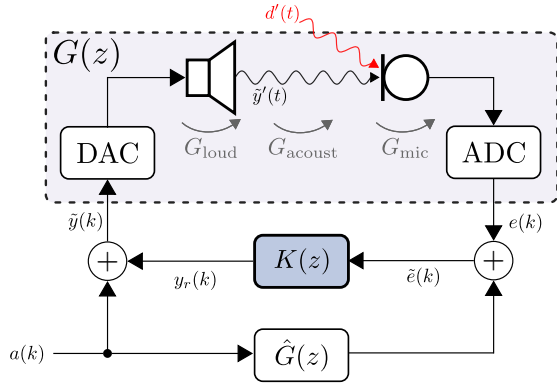 d′(t)
G(z)
ỹ′(t)
G_loud
G_acoust
G_mic
DAC
ADC
ỹ(k)
e(k)
+
K(z)
+
y_r(k)
ẽ(k)
a(k)
Ĝ(z)